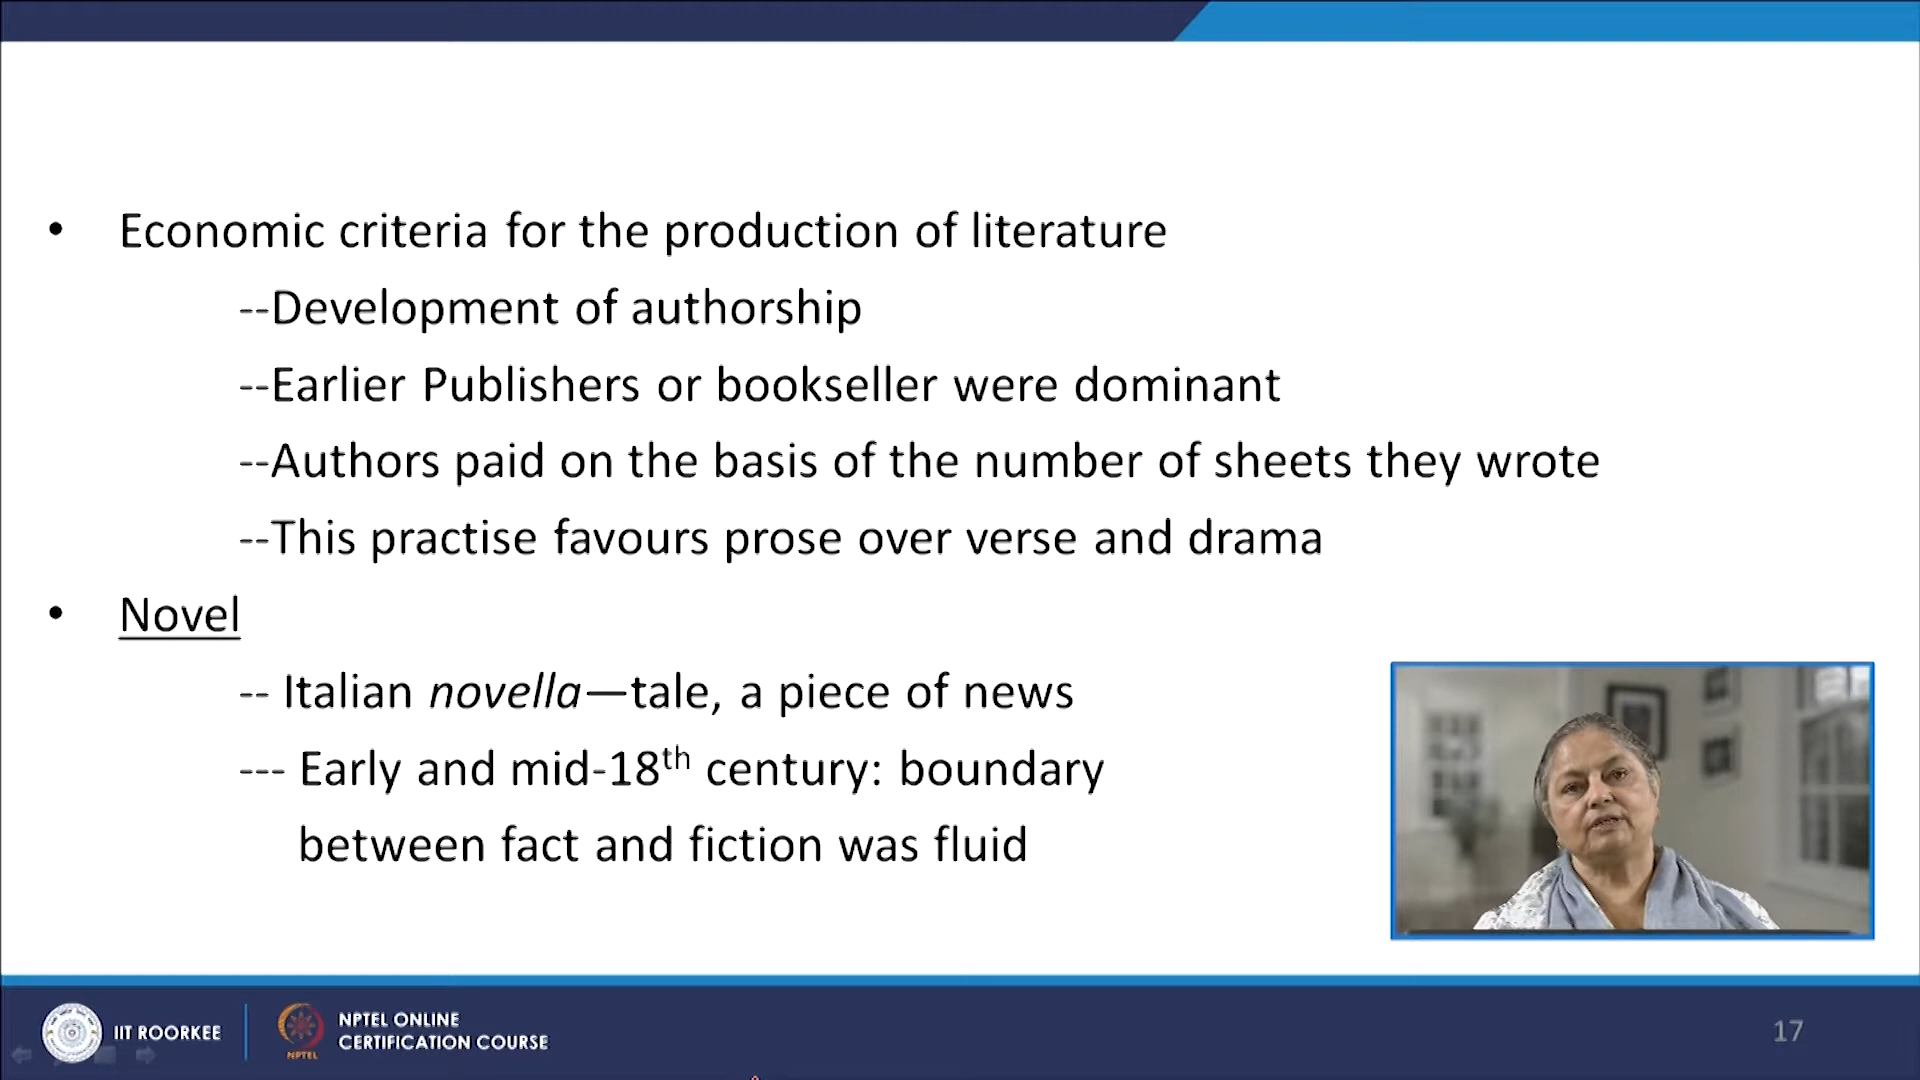 • Economic criteria for the production of literature
--Development of authorship
--Earlier Publishers or bookseller were dominant
--Authors paid on the basis of the number of sheets they wrote
--This practise favours prose over verse and drama
• Novel
-- Italian novella—tale, a piece of news
--- Early and mid-18th century: boundary
between fact and fiction was fluid
IIT ROORKEE
NPTEL
NPTEL ONLINE
CERTIFICATION COURSE
17